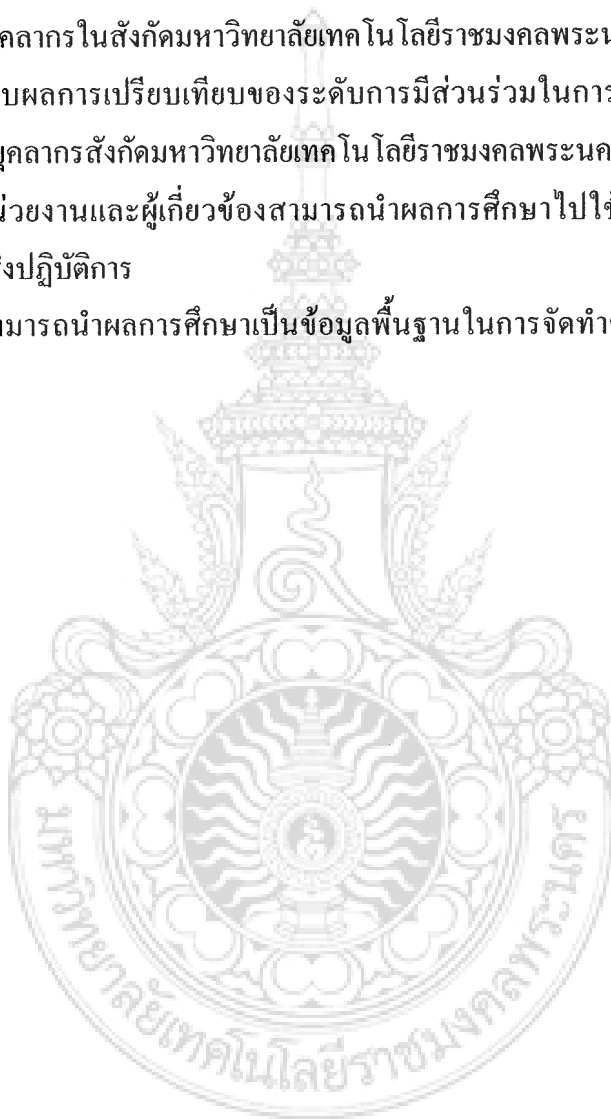 คลากรในสังกัดมหาวิทยาลัยเทคโนโลยีราชมงคลพระน
บผลการเปรียบเทียบของระดับการมีส่วนร่วมในการ
ุคลากรสังกัดมหาวิทยาลัยเทคโนโลยีราชมงคลพระนค
น่วยงานและผู้เกี่ยวข้องสามารถนำผลการศึกษาไปใช้
ิงปฏิบัติการ
ามารถนำผลการศึกษาเป็นข้อมูลพื้นฐานในการจัดทำ
มหาวิทยาลัยเทคโนโลยีราชมงคลพระนคร